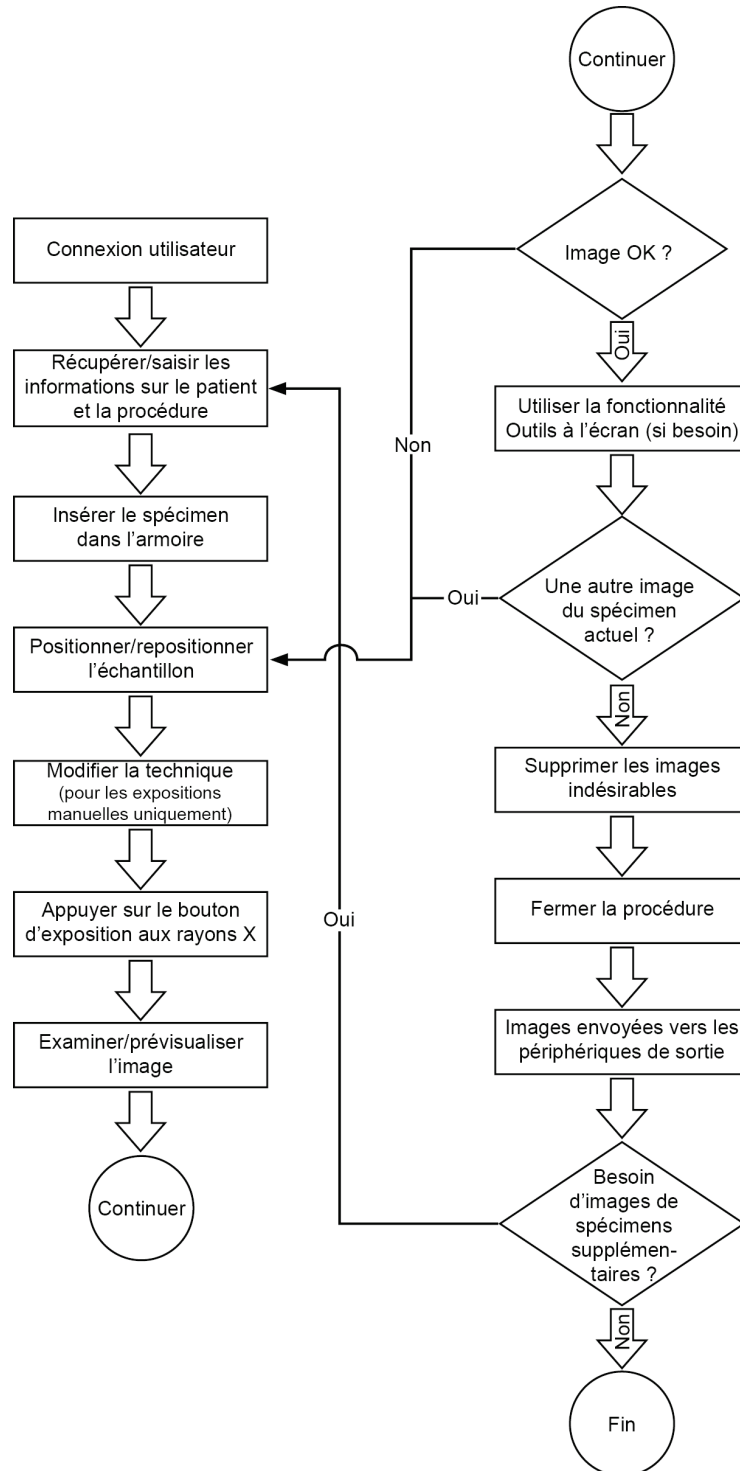 Connexion utilisateur
Récupérer/saisir les
informations sur le patient
et la procédure
Insérer le spécimen
dans l'armoire
Positionner/repositionner
l'échantillon
Modifier la technique
(pour les expositions
manuelles uniquement)
Appuyer sur le bouton
d'exposition aux rayons X
Examiner/prévisualiser
l'image
Continuer
Continuer
Image OK ?
Non
Oui
Utiliser la fonctionnalité
Outils à l'écran (si besoin)
Une autre image
du spécimen
actuel ?
Oui
Non
Supprimer les images
indésirables
Fermer la procédure
Images envoyées vers les
périphériques de sortie
Besoin
d'images de
spécimens
supplémen-
taires ?
Oui
Non
Fin